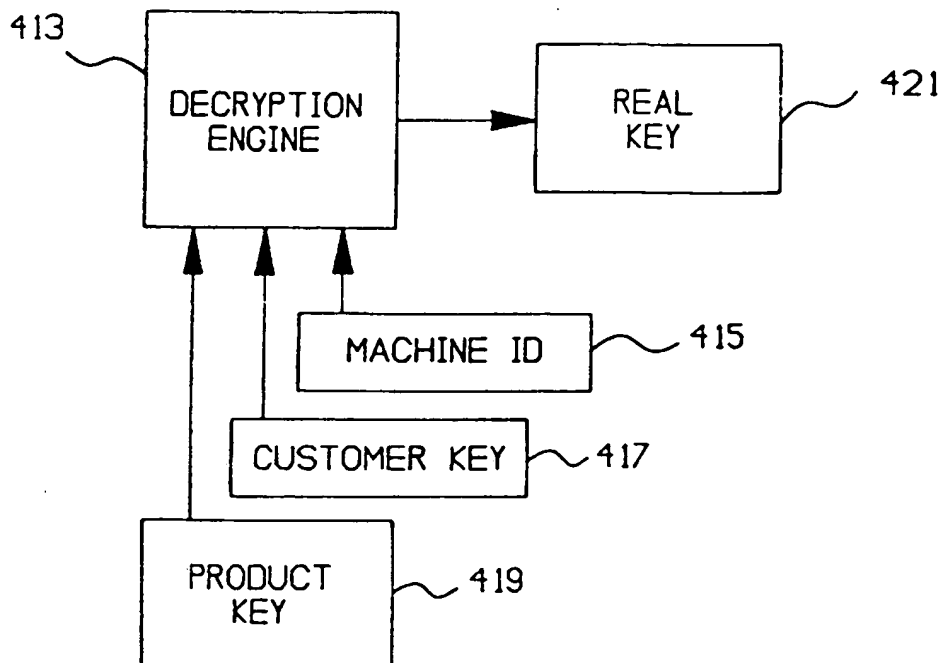 413
DECRYPTION
ENGINE
REAL
KEY
421
MACHINE ID
415
CUSTOMER KEY
417
PRODUCT
KEY
419